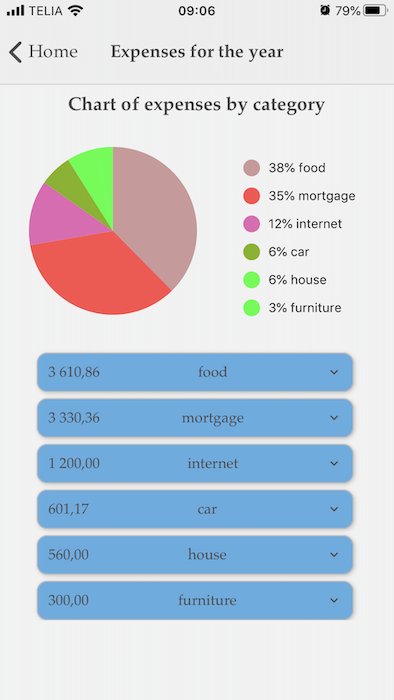 TELIA 09:06 79%
Home Expenses for the year
Chart of expenses by category
38% food
35% mortgage
12% internet
6% car
6% house
3% furniture
3 610,86 food
3 330,36 mortgage
1 200,00 internet
601,17 car
560,00 house
300,00 furniture